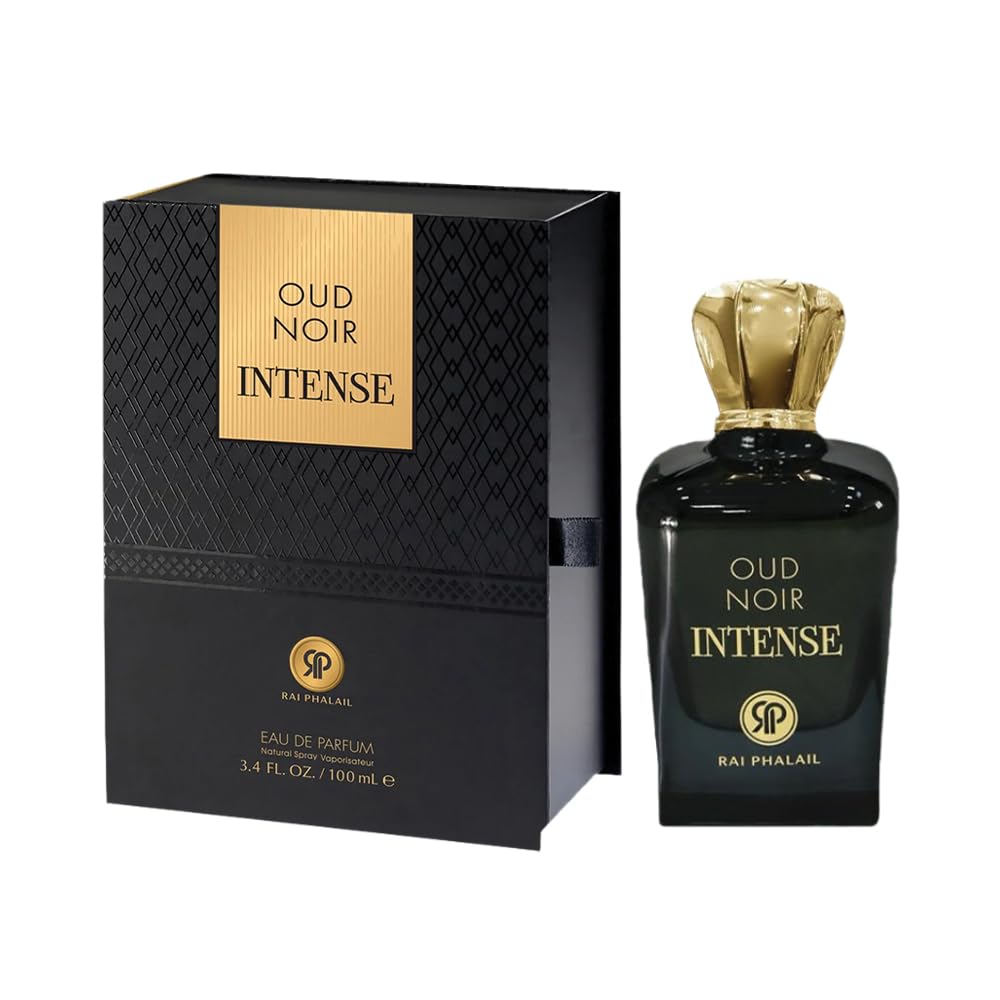 OUD
NOIR
INTENSE
RAI PHALAIL
EAU DE PARFUM
Natural Spray Vaporisateur
3.4 FL. OZ. / 100 mL e
OUD
NOIR
INTENSE
RP
RAI PHALAIL